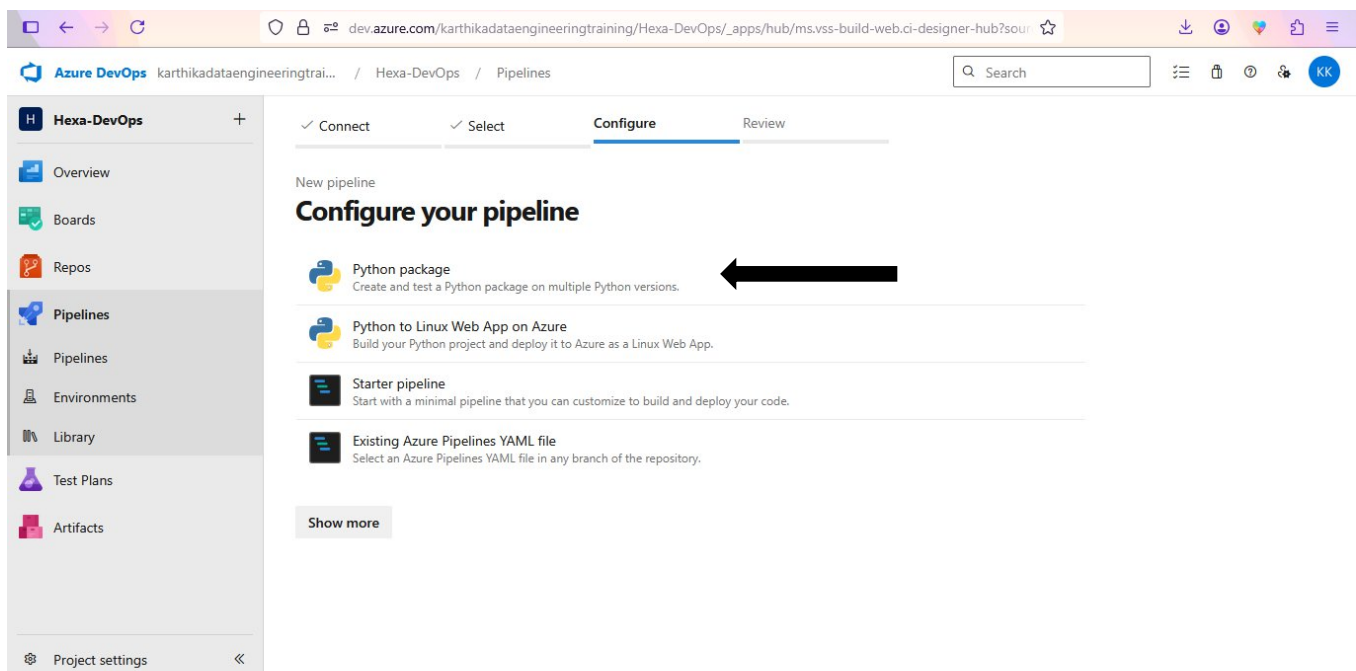 dev.azure.com/karthikadataengineeringtraining/Hexa-DevOps/_apps/hub/ms.vss-build-web.ci-designer-hub?sour
Azure DevOps karthikadataengineeringtrai... / Hexa-DevOps / Pipelines
Search
KK
H Hexa-DevOps +
Overview
Boards
Repos
Pipelines
Pipelines
Environments
Library
Test Plans
Artifacts
Project settings
Connect
Select
Configure
Review
New pipeline
Configure your pipeline
Python package
Create and test a Python package on multiple Python versions.
Python to Linux Web App on Azure
Build your Python project and deploy it to Azure as a Linux Web App.
Starter pipeline
Start with a minimal pipeline that you can customize to build and deploy your code.
Existing Azure Pipelines YAML file
Select an Azure Pipelines YAML file in any branch of the repository.
Show more